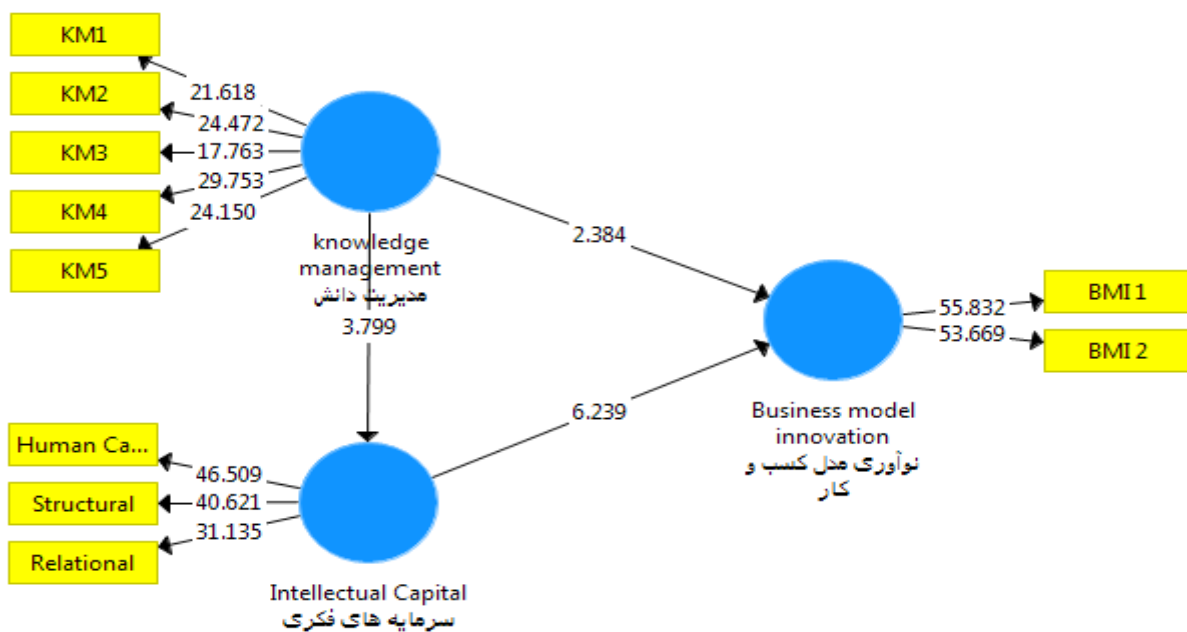 KM1
KM2
KM3
KM4
KM5
21.618
24.472
17.763
29.753
24.150
knowledge
management
مدیریت دانش
3.799
2.384
6.239
55.832
53.669
BMI 1
BMI 2
Business model
innovation
نوآوری مدل کسب و
کار
Human Ca...
Structural
Relational
46.509
40.621
31.135
Intellectual Capital
سرمایه های فکری